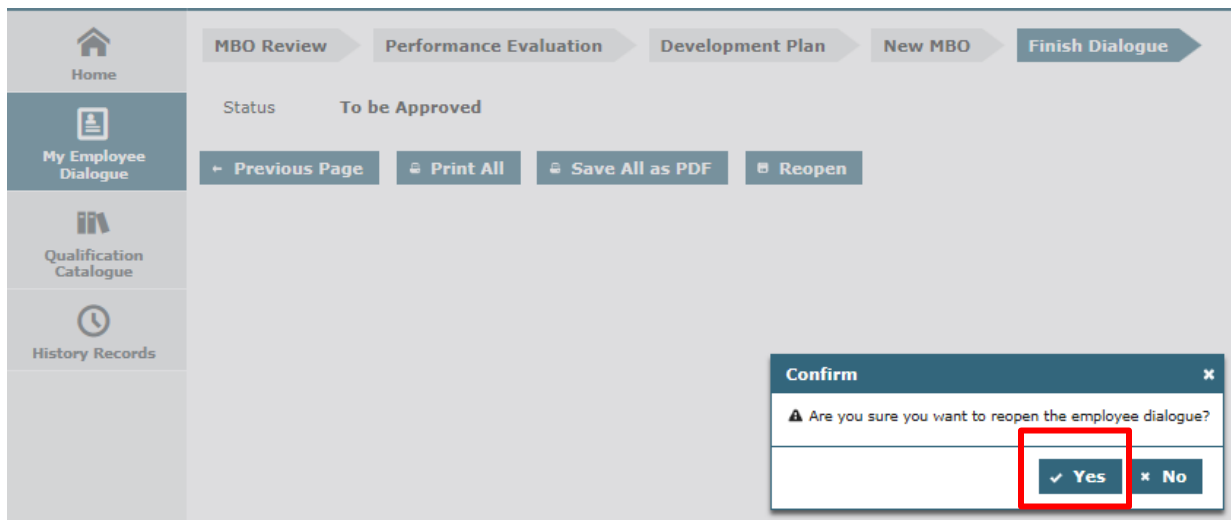 Home
MBO Review
Performance Evaluation
Development Plan
New MBO
Finish Dialogue
Status
To be Approved
My Employee
Dialogue
Previous Page
Print All
Save All as PDF
Reopen
Qualification
Catalogue
History Records
Confirm
Are you sure you want to reopen the employee dialogue?
Yes
No